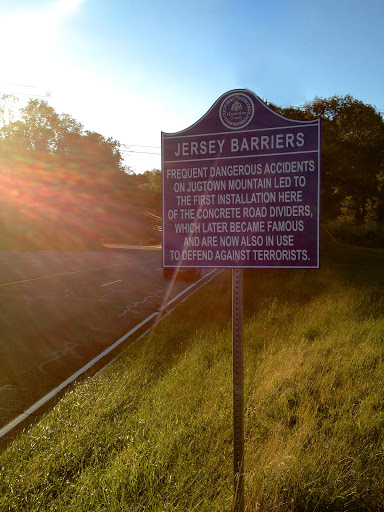 JERSEY BARRIERS
FREQUENT DANGEROUS ACCIDENTS
ON JUGTOWN MOUNTAIN LED TO
THE FIRST INSTALLATION HERE
OF THE CONCRETE ROAD DIVIDERS,
WHICH LATER BECAME FAMOUS
AND ARE NOW ALSO IN USE
TO DEFEND AGAINST TERRORISTS.